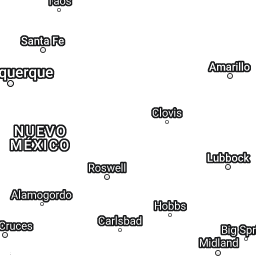 Taos
Santa Fe
querque
Amarillo
Clovis
NUEVO
MÉXICO
Roswell
Lubbock
Alamogordo
Hobbs
Carlsbad
Cruces
Big Spr
Midland